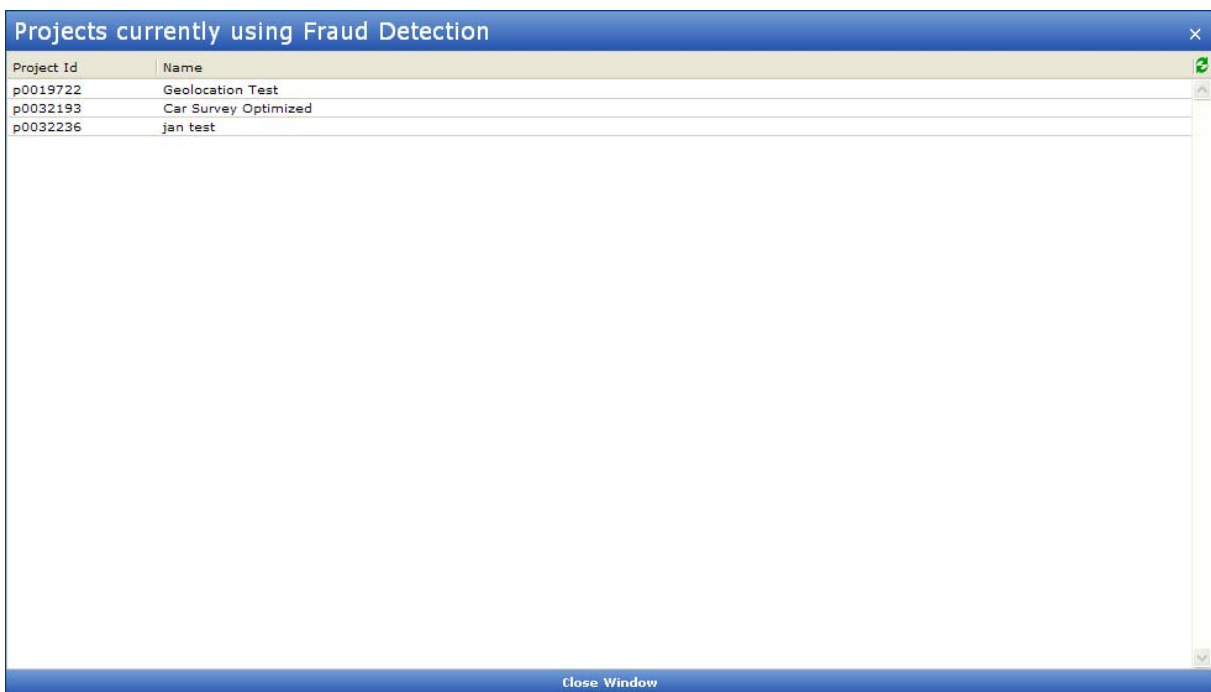 Projects currently using Fraud Detection
Project Id Name
p0019722 Geolocation Test
p0032193 Car Survey Optimized
p0032236 jan test
Close Window